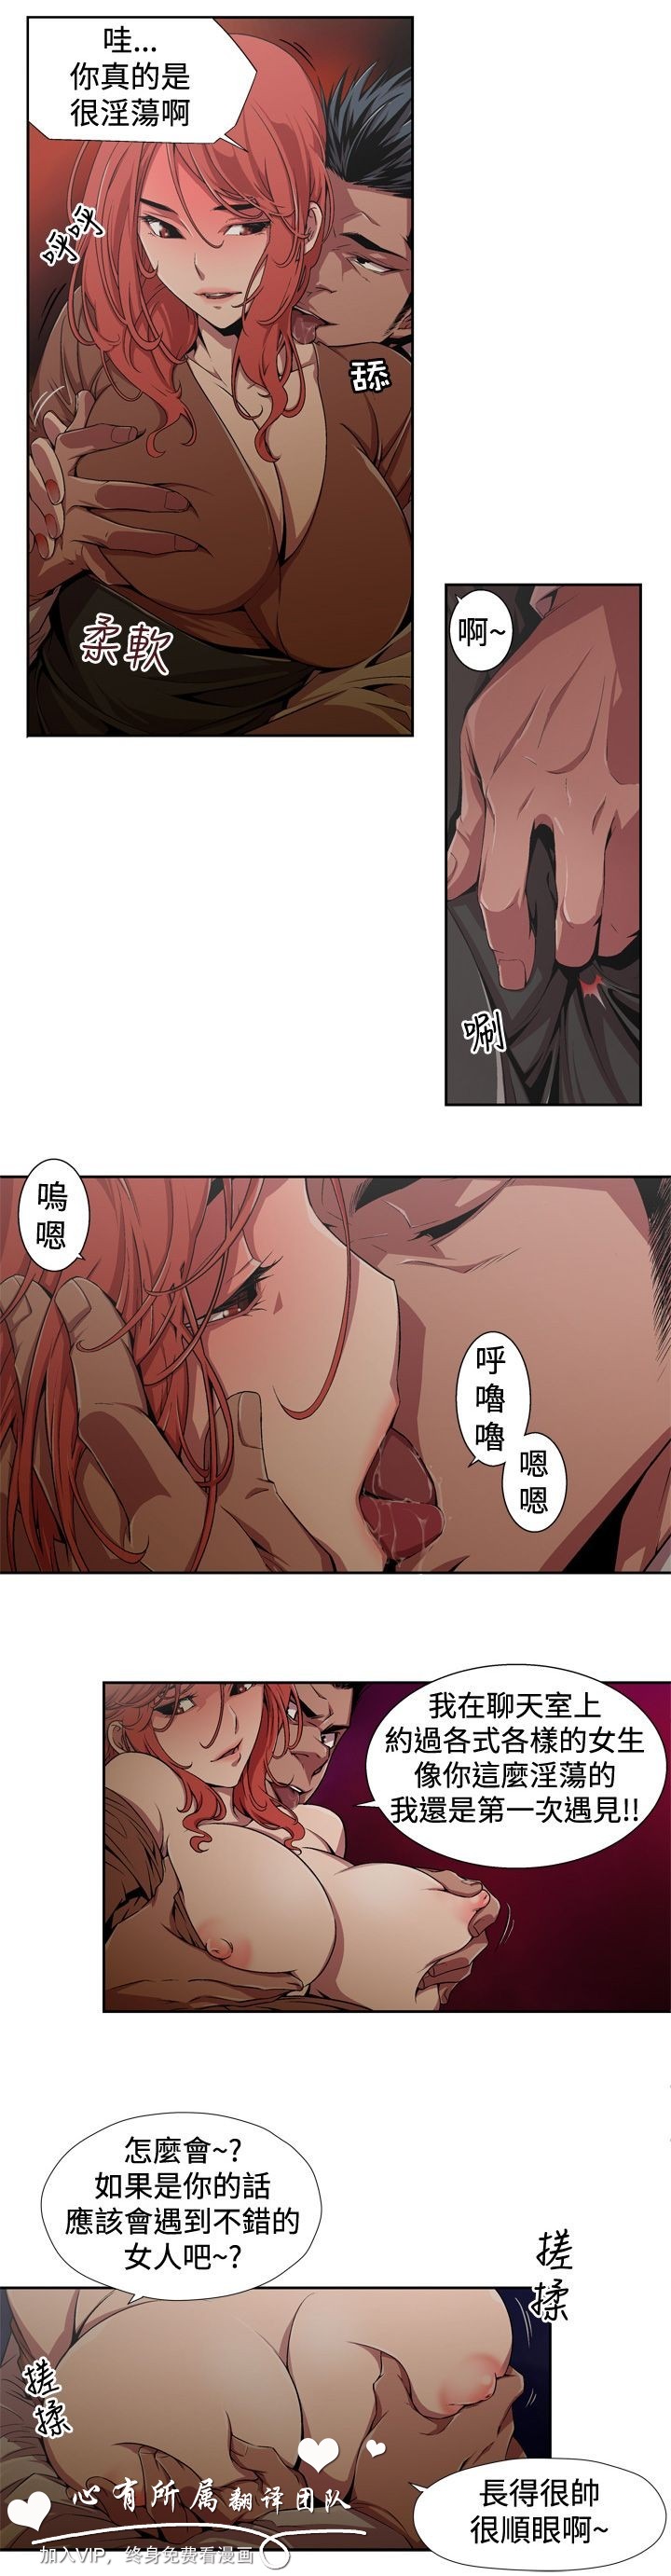 哇...
你真的是
很淫蕩啊
呼呼
舔
柔軟
啊~
唰
嗚
嗯
呼
嚕
嚕
嗯
嗯
我在聊天室上
約過各式各樣的女生
像你這麼淫蕩的
我還是第一次遇見!!
怎麼會~?
如果是你的話
應該會遇到不錯的
女人吧~?
搓
揉
搓
揉
長得很帥
很順眼啊~
心有所属翻译团队
加入VIP，终身免费看漫画